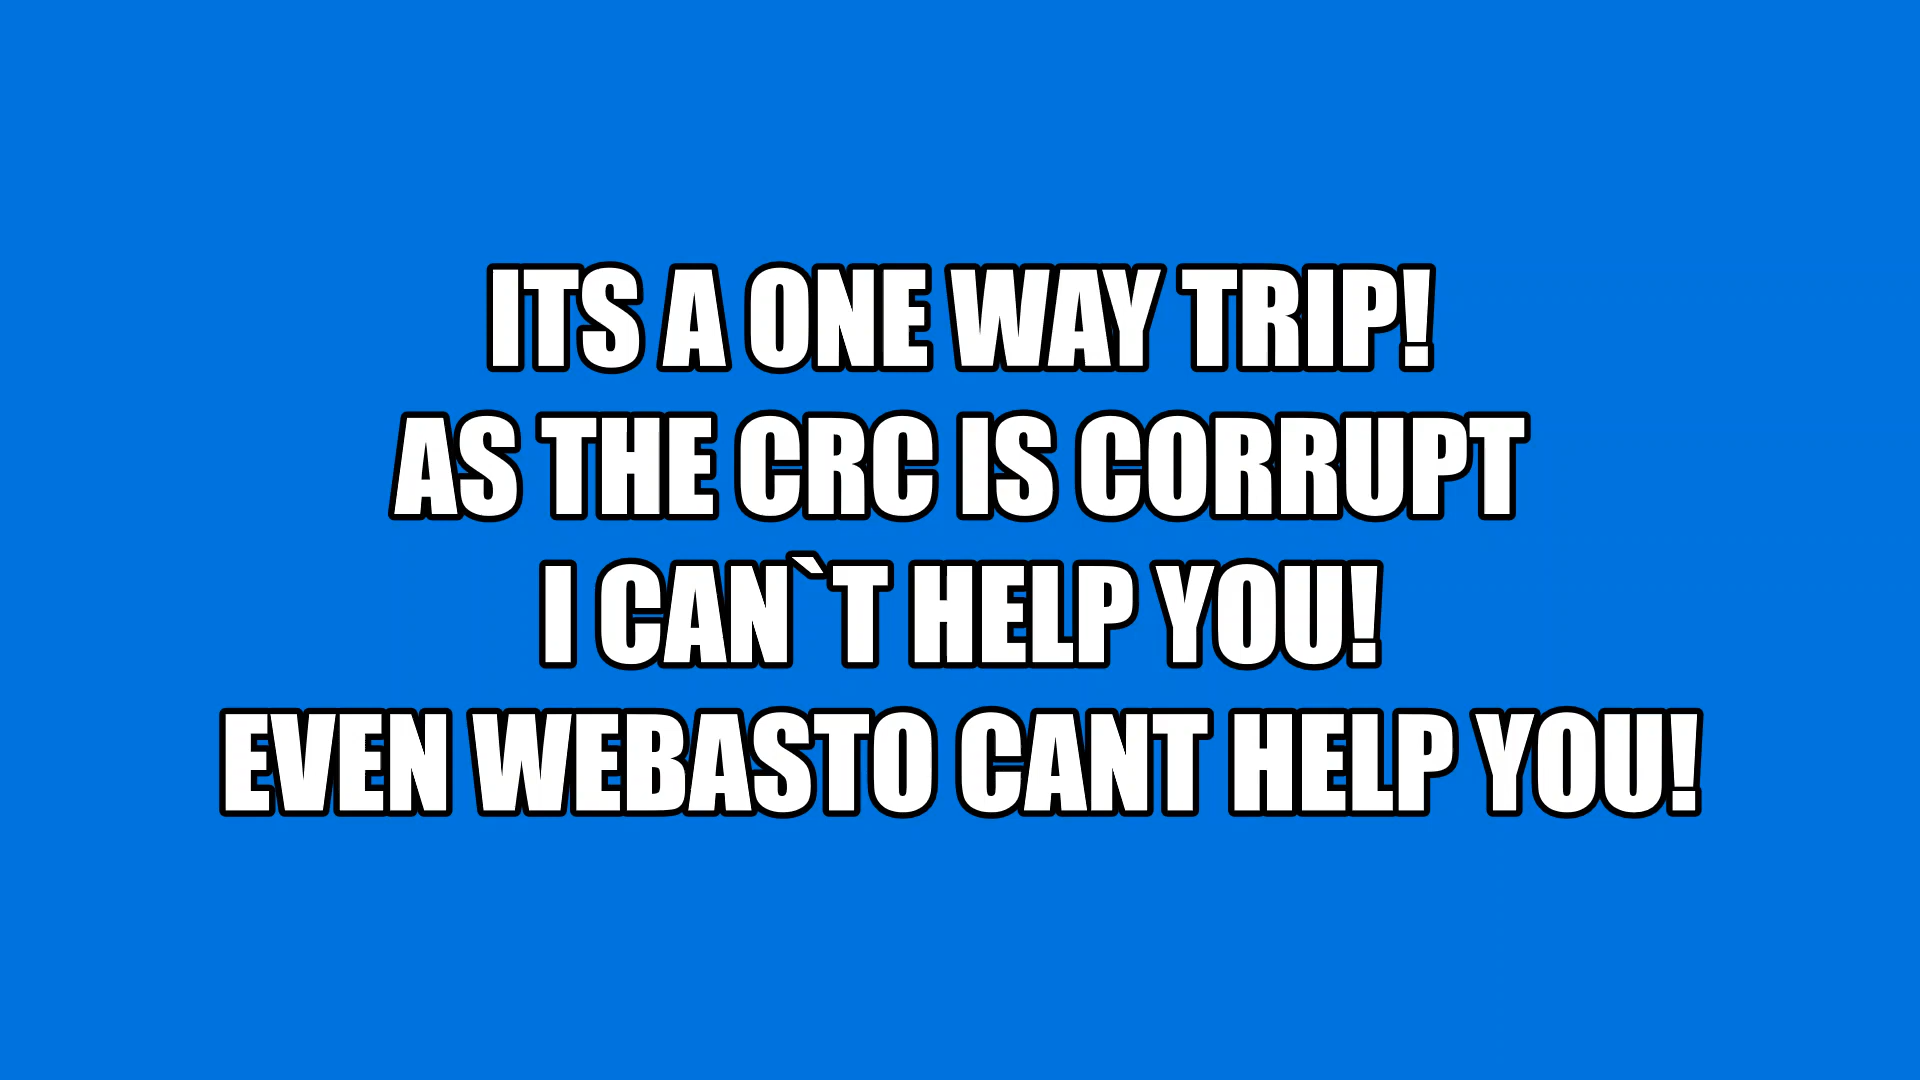 ITS A ONE WAY TRIP!
AS THE CRC IS CORRUPT
I CAN`T HELP YOU!
EVEN WEBASTO CANT HELP YOU!